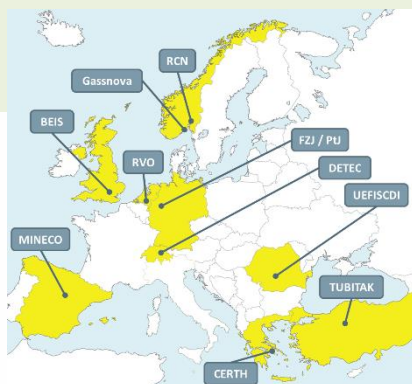 RCN
Gassnova
BEIS
RVO
FZJ / PtJ
DETEC
UEFISCDI
MINECO
TUBITAK
CERTH